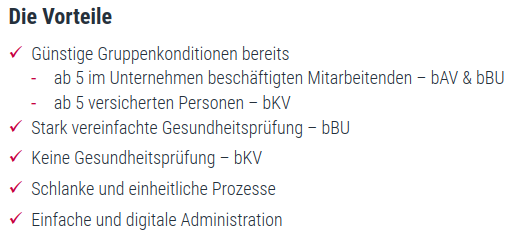 Die Vorteile
✓ Günstige Gruppenkonditionen bereits
- ab 5 im Unternehmen beschäftigten Mitarbeitenden – bAV & bBU
- ab 5 versicherten Personen – bKV
✓ Stark vereinfachte Gesundheitsprüfung – bBU
✓ Keine Gesundheitsprüfung – bKV
✓ Schlanke und einheitliche Prozesse
✓ Einfache und digitale Administration